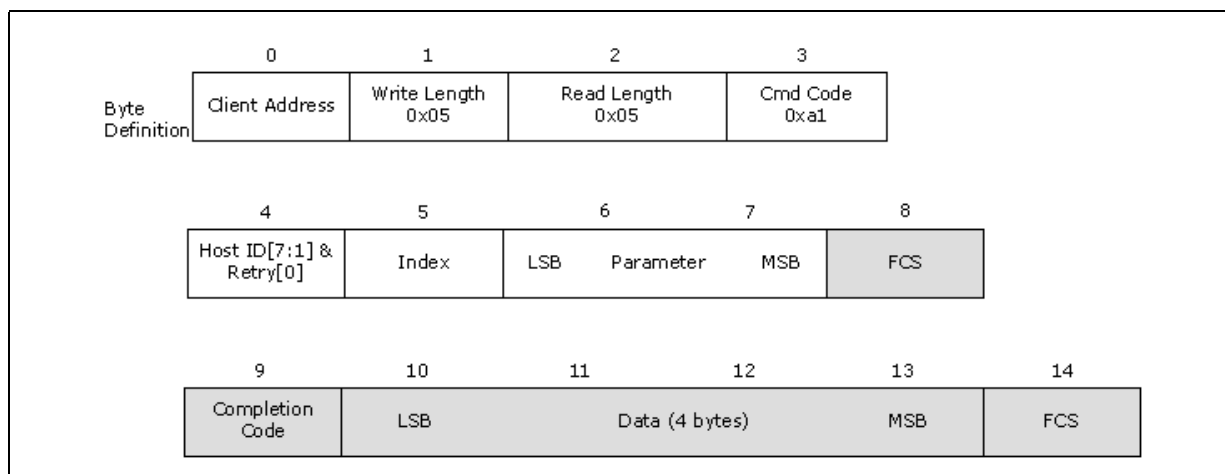 0 1 2 3
Byte
Definition
Client Address
Write Length
0x05
Read Length
0x05
Cmd Code
0xa1
4 5 6 7 8
Host ID[7:1] &
Retry[0]
Index
LSB Parameter MSB
FCS
9 10 11 12 13 14
Completion
Code
LSB Data (4 bytes) MSB
FCS